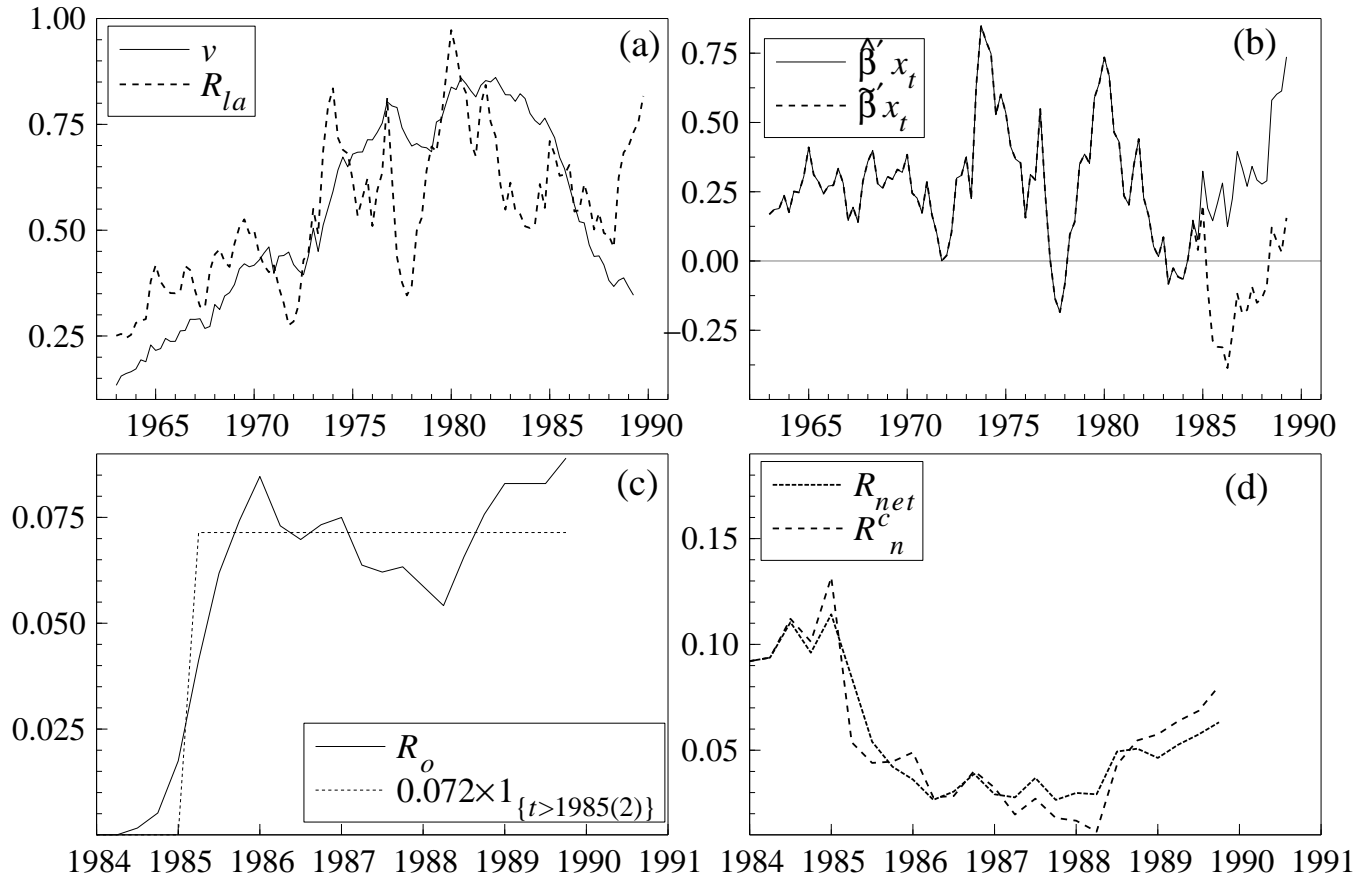 1.00
0.75
0.50
0.25
v
R_la
(a)
1965 1970 1975 1980 1985 1990
0.75
0.50
0.25
0.00
−0.25
β̂′x_t
β̃′x_t
(b)
1965 1970 1975 1980 1985 1990
0.075
0.050
0.025
(c)
R_o
0.072×1_{t>1985(2)}
1984 1985 1986 1987 1988 1989 1990 1991
0.15
0.10
0.05
R_net
R^c_n
(d)
1984 1985 1986 1987 1988 1989 1990 1991